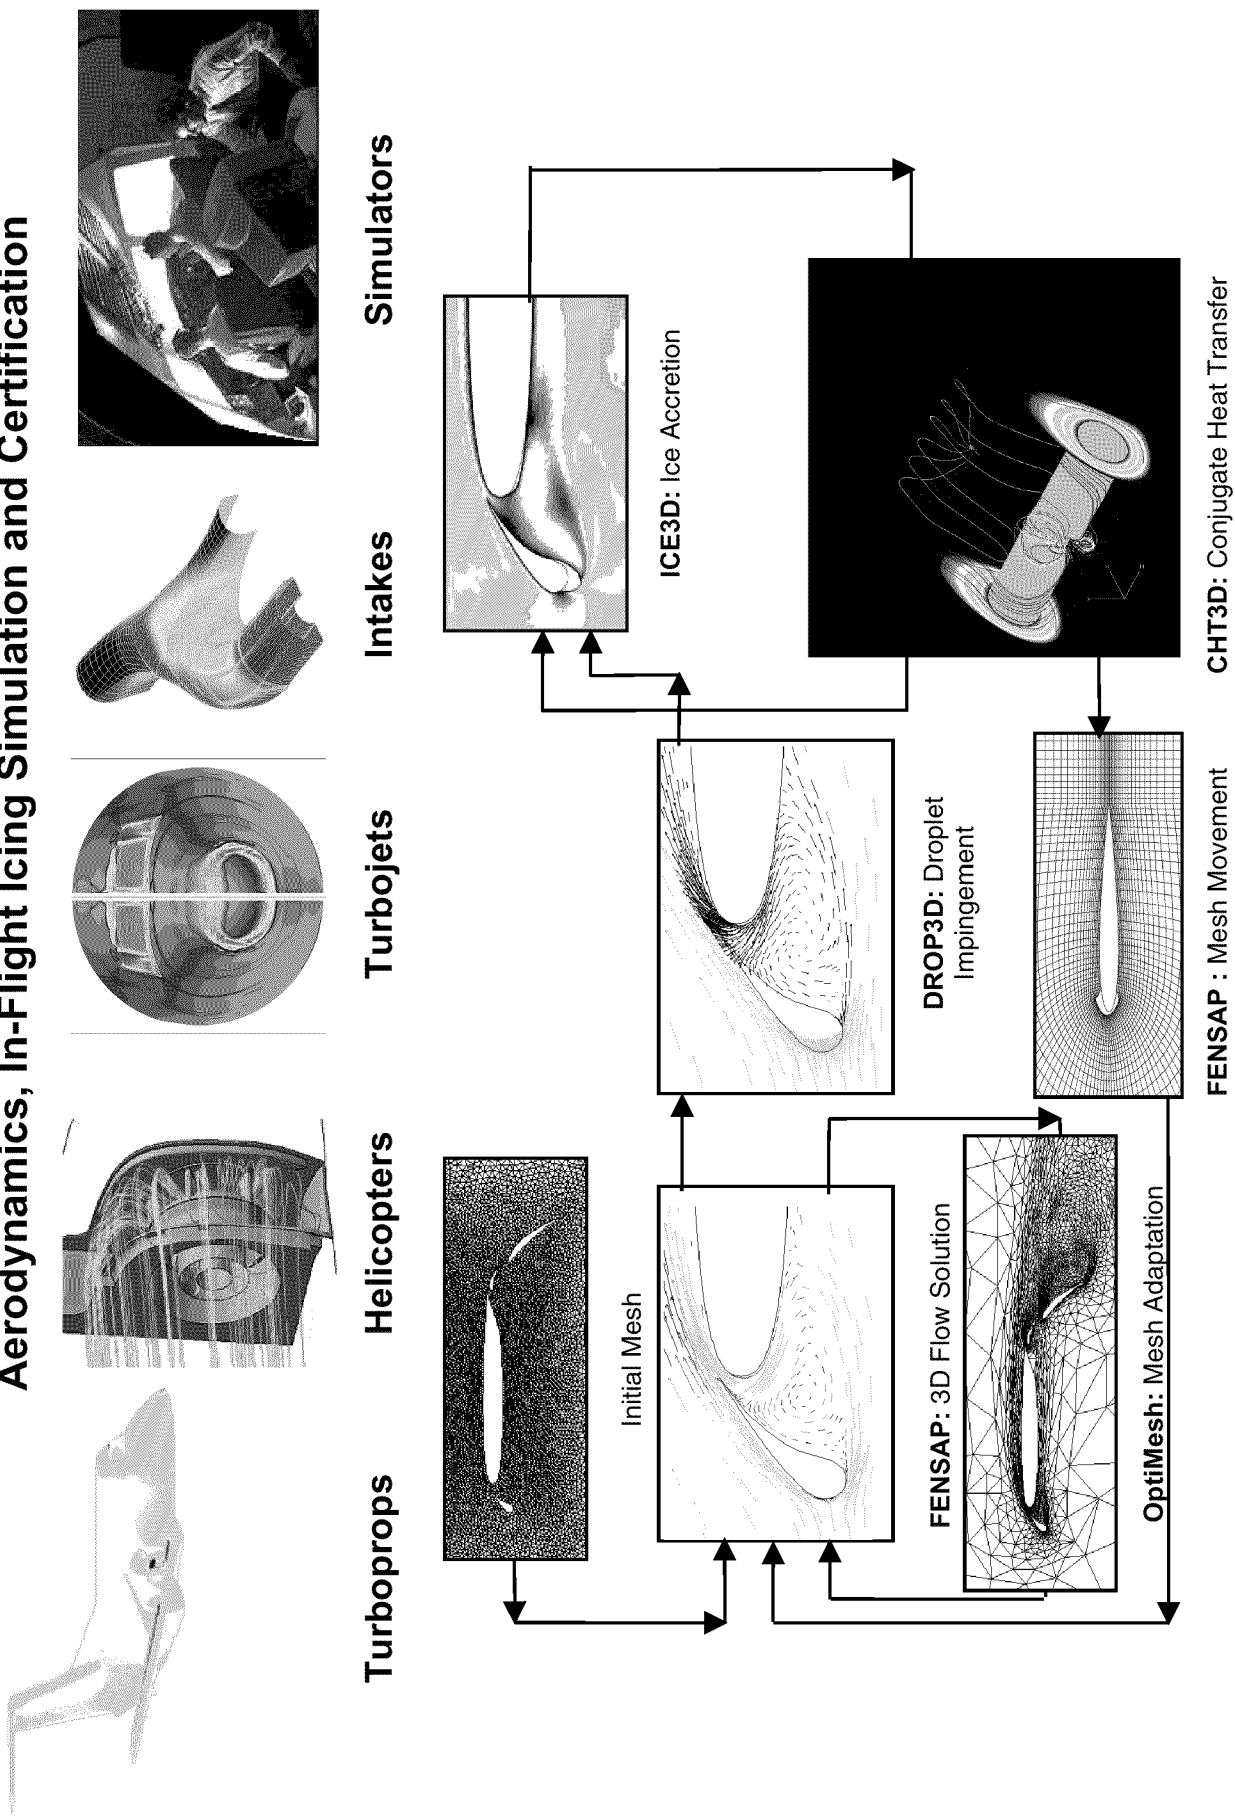 Aerodynamics, In-Flight Icing Simulation and Certification
Turboprops
Helicopters
Turbojets
Intakes
Simulators
Initial Mesh
ICE3D: Ice Accretion
FENSAP: 3D Flow Solution
DROP3D: Droplet
Impingement
OptiMesh: Mesh Adaptation
FENSAP : Mesh Movement
CHT3D: Conjugate Heat Transfer